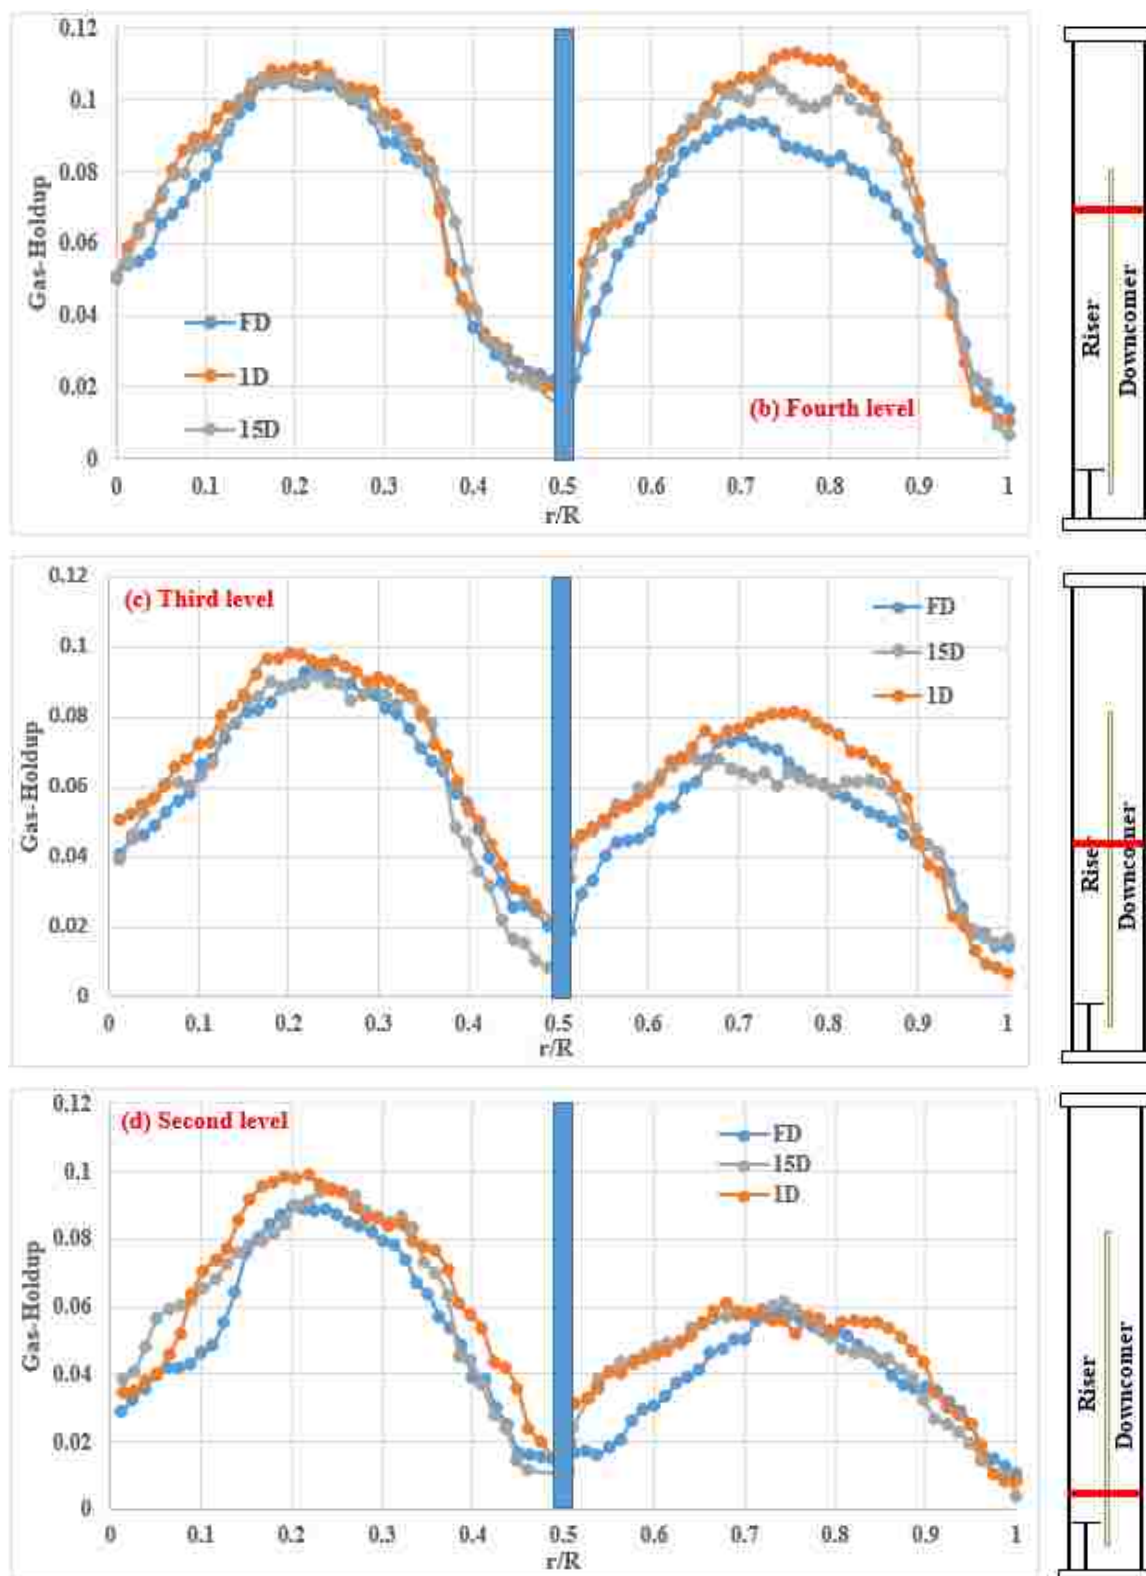 0.12
0.1
0.08
0.06
0.04
0.02
0
Gas-Holdup
FD
1D
15D
(b) Fourth level
0 0.1 0.2 0.3 0.4 0.5 0.6 0.7 0.8 0.9 1
r/R
Riser
Downcomer
(c) Third level
0.12
0.1
0.08
0.06
0.04
0.02
0
Gas-Holdup
FD
15D
1D
0 0.1 0.2 0.3 0.4 0.5 0.6 0.7 0.8 0.9 1
r/R
Riser
Downcomer
(d) Second level
0.12
0.1
0.08
0.06
0.04
0.02
0
Gas-Holdup
FD
15D
1D
0 0.1 0.2 0.3 0.4 0.5 0.6 0.7 0.8 0.9 1
r/R
Riser
Downcomer